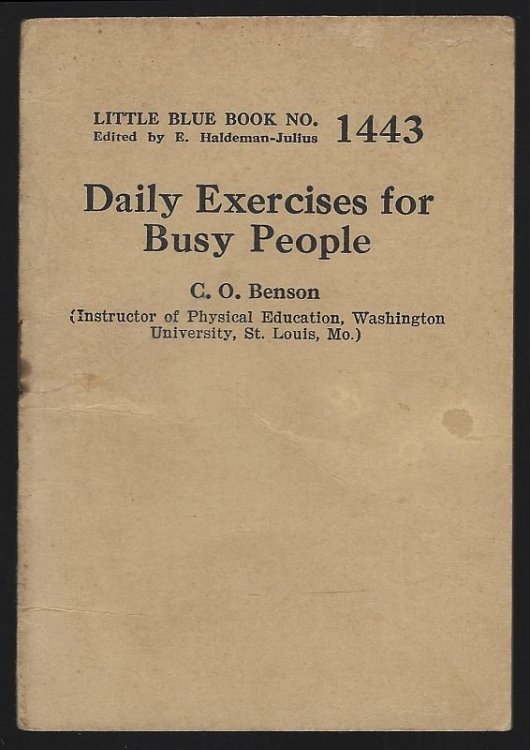 LITTLE BLUE BOOK NO. 1443
Edited by E. Haldeman-Julius
Daily Exercises for
Busy People
C. O. Benson
(Instructor of Physical Education, Washington
University, St. Louis, Mo.)